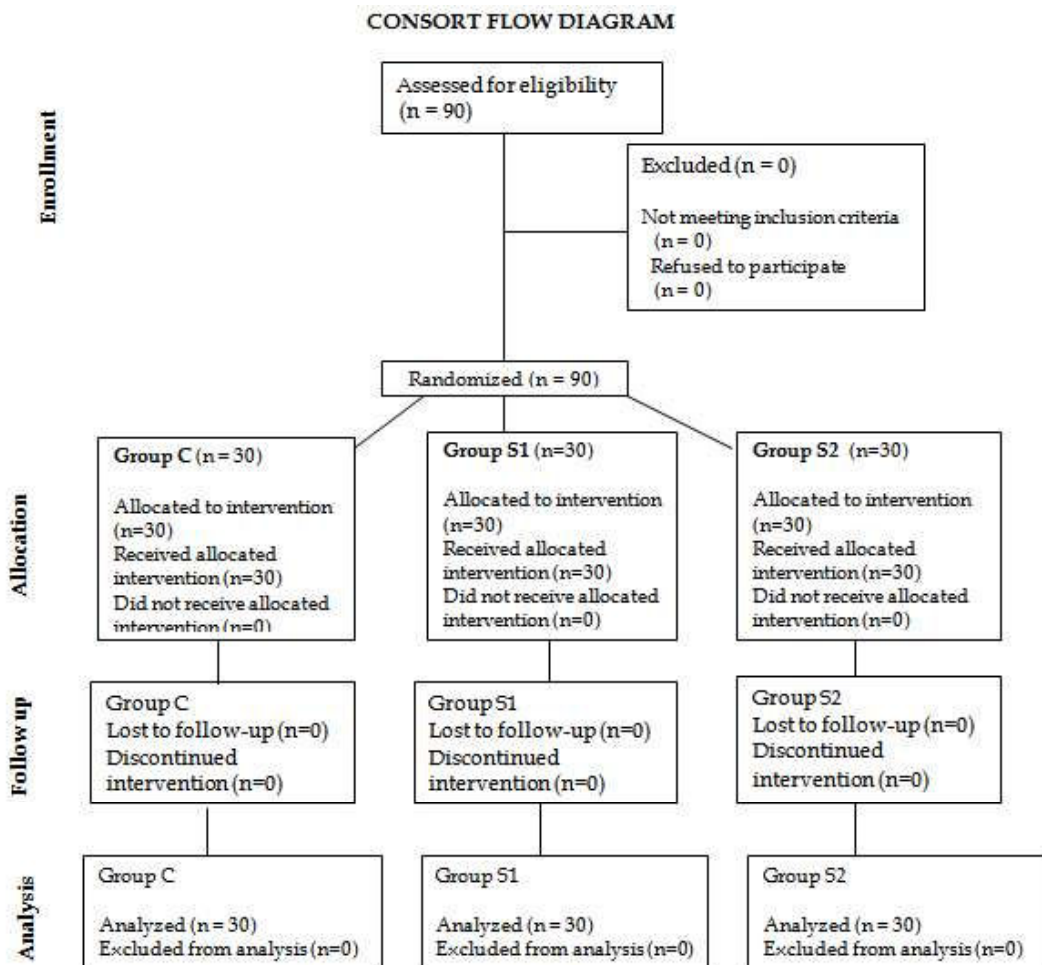 CONSORT FLOW DIAGRAM
Enrollment
Assessed for eligibility
(n = 90)
Excluded (n = 0)
Not meeting inclusion criteria
(n = 0)
Refused to participate
(n = 0)
Randomized (n = 90)
Allocation
Group C (n = 30)
Allocated to intervention
(n=30)
Received allocated
intervention (n=30)
Did not receive allocated
intervention (n=0)
Group S1 (n=30)
Allocated to intervention
(n=30)
Received allocated
intervention (n=30)
Did not receive allocated
intervention (n=0)
Group S2 (n=30)
Allocated to intervention
(n=30)
Received allocated
intervention (n=30)
Did not receive allocated
intervention (n=0)
Follow up
Group C
Lost to follow-up (n=0)
Discontinued
intervention (n=0)
Group S1
Lost to follow-up (n=0)
Discontinued
intervention (n=0)
Group S2
Lost to follow-up (n=0)
Discontinued
intervention (n=0)
Analysis
Group C
Analyzed (n = 30)
Excluded from analysis (n=0)
Group S1
Analyzed (n = 30)
Excluded from analysis (n=0)
Group S2
Analyzed (n = 30)
Excluded from analysis (n=0)